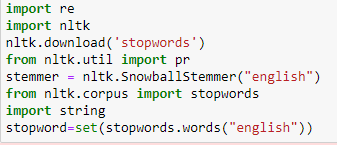 import re
import nltk
nltk.download('stopwords')
from nltk.util import pr
stemmer = nltk.SnowballStemmer("english")
from nltk.corpus import stopwords
import string
stopword=set(stopwords.words("english"))